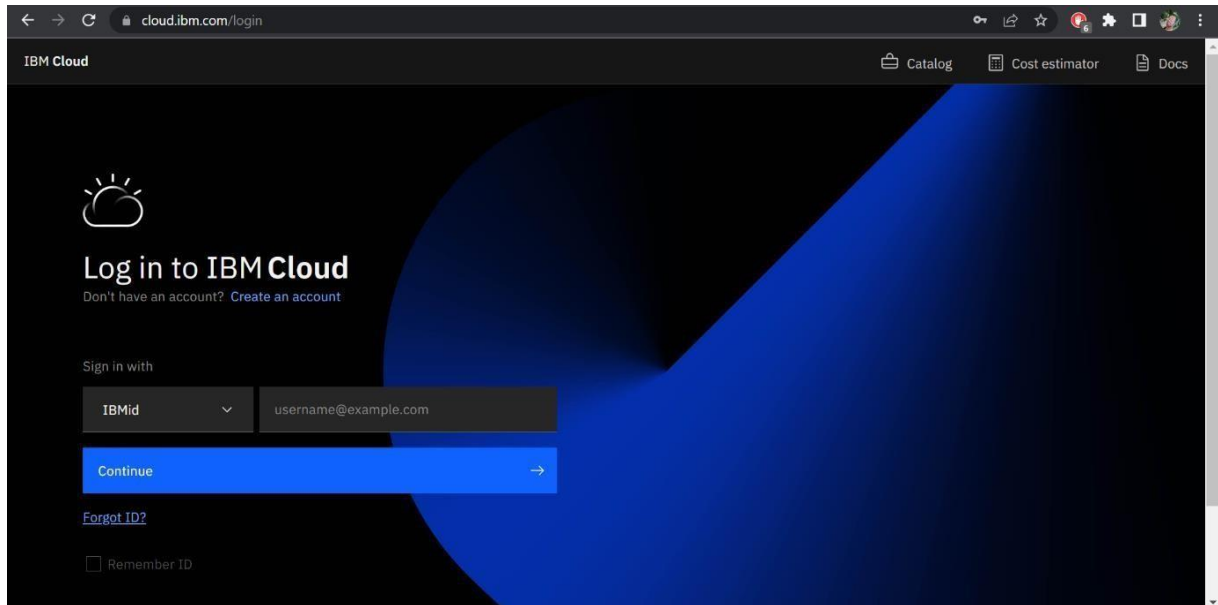 cloud.ibm.com/login
6
IBM Cloud
Catalog
Cost estimator
Docs
Log in to IBM Cloud
Don't have an account? Create an account
Sign in with
IBMid
username@example.com
Continue
Forgot ID?
Remember ID